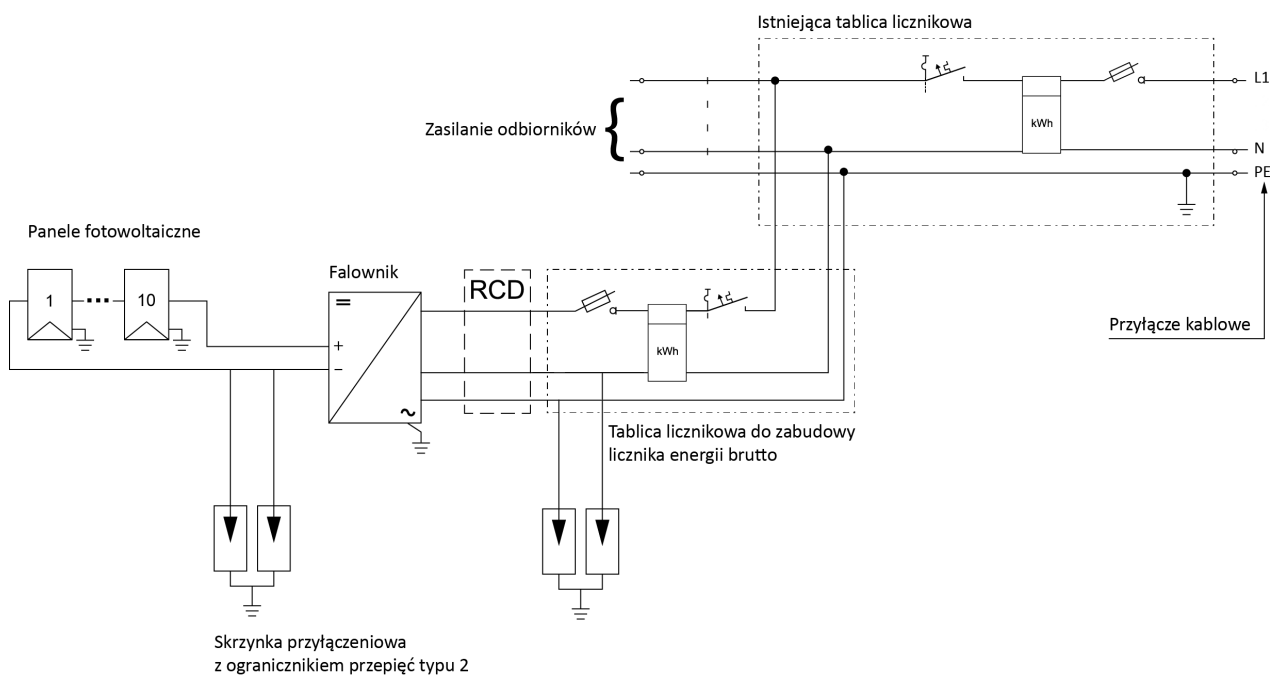 Istniejąca tablica licznikowa
L1
Zasilanie odbiorników
kWh
N
PE
Panele fotowoltaiczne
Falownik
RCD
1
10
Przyłącze kablowe
+
kWh
−
Tablica licznikowa do zabudowy
licznika energii brutto
Skrzynka przyłączeniowa
z ogranicznikiem przepięć typu 2